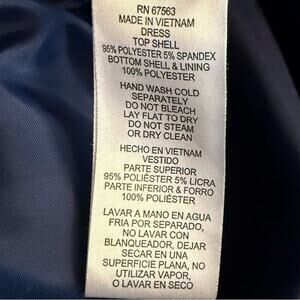 RN 67563
MADE IN VIETNAM
DRESS
TOP SHELL
95% POLYESTER 5% SPANDEX
BOTTOM SHELL & LINING
100% POLYESTER
HAND WASH COLD
SEPARATELY
DO NOT BLEACH
LAY FLAT TO DRY
DO NOT STEAM
OR DRY CLEAN
HECHO EN VIETNAM
VESTIDO
PARTE SUPERIOR
95% POLIÉSTER 5% LICRA
PARTE INFERIOR & FORRO
100% POLIÉSTER
LAVAR A MANO EN AGUA
FRIA POR SEPARADO,
NO LAVAR CON
BLANQUEADOR, DEJAR
SECAR EN UNA
SUPERFICIE PLANA, NO
UTILIZAR VAPOR,
O LAVAR EN SECO